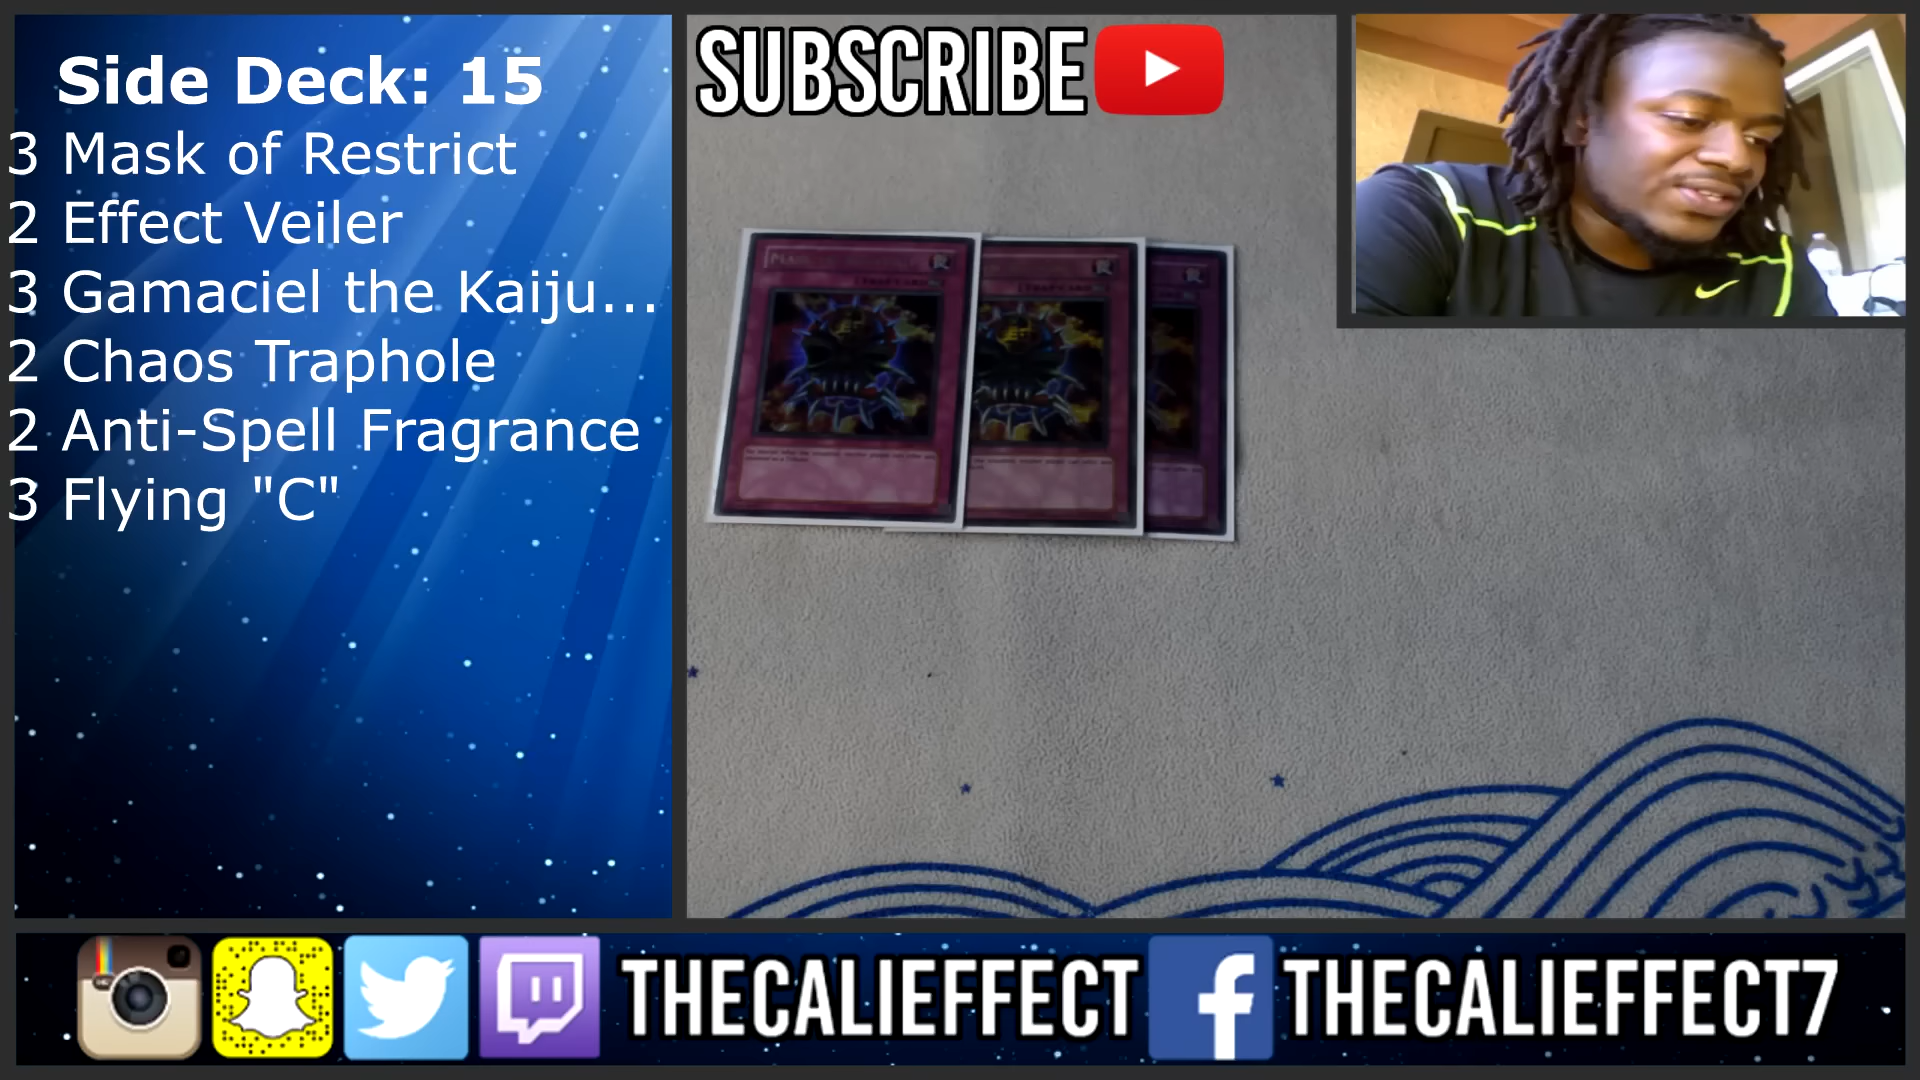 Side Deck: 15
3 Mask of Restrict
2 Effect Veiler
3 Gamaciel the Kaiju...
2 Chaos Traphole
2 Anti-Spell Fragrance
3 Flying "C"
SUBSCRIBE
THECALIEFFECT
THECALIEFFECT7